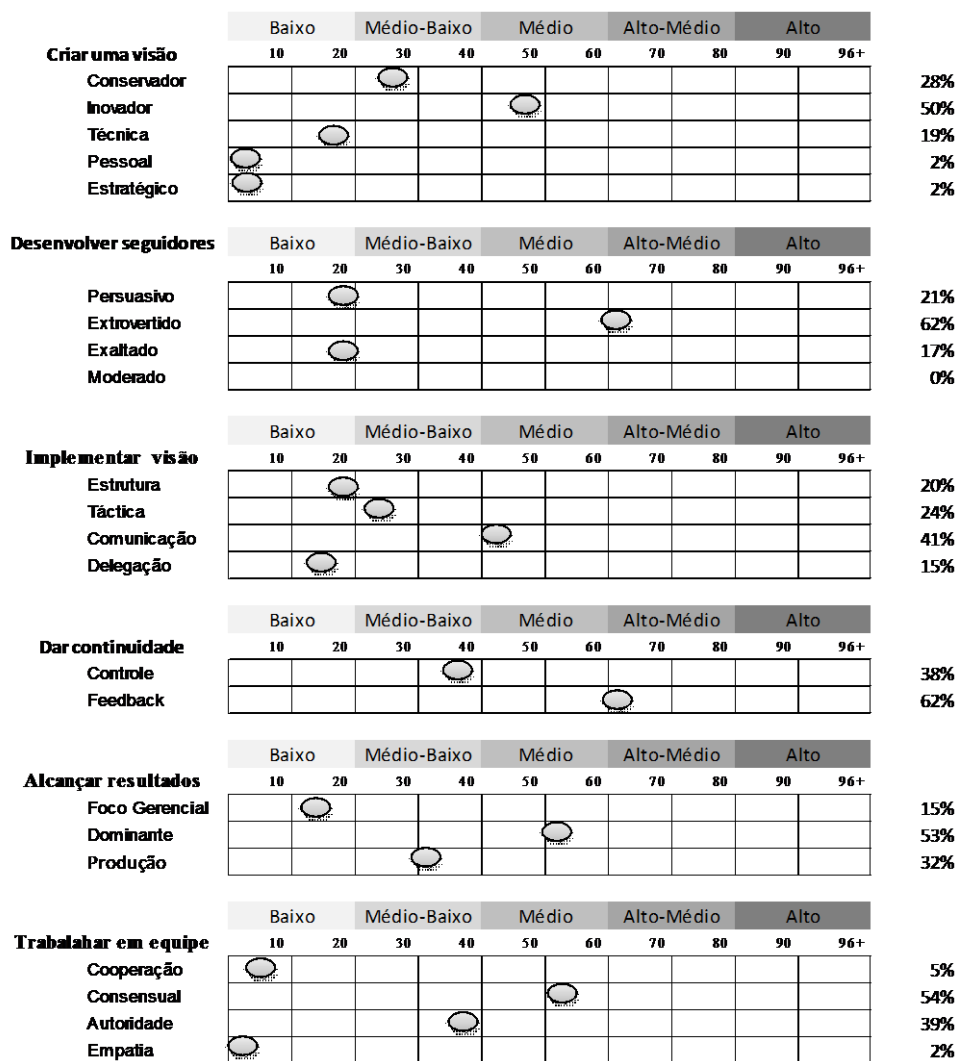 Baixo Médio-Baixo Médio Alto-Médio Alto
Criar uma visão 10 20 30 40 50 60 70 80 90 96+
Conservador 28%
Inovador 50%
Técnica 19%
Pessoal 2%
Estratégico 2%
Desenvolver seguidores Baixo Médio-Baixo Médio Alto-Médio Alto
10 20 30 40 50 60 70 80 90 96+
Persuasivo 21%
Extrovertido 62%
Exaltado 17%
Moderado 0%
Baixo Médio-Baixo Médio Alto-Médio Alto
Implementar visão 10 20 30 40 50 60 70 80 90 96+
Estrutura 20%
Táctica 24%
Comunicação 41%
Delegação 15%
Baixo Médio-Baixo Médio Alto-Médio Alto
Dar continuidade 10 20 30 40 50 60 70 80 90 96+
Controle 38%
Feedback 62%
Baixo Médio-Baixo Médio Alto-Médio Alto
Alcançar resultados 10 20 30 40 50 60 70 80 90 96+
Foco Gerencial 15%
Dominante 53%
Produção 32%
Baixo Médio-Baixo Médio Alto-Médio Alto
Trabalahar em equipe 10 20 30 40 50 60 70 80 90 96+
Cooperação 5%
Consensual 54%
Autoridade 39%
Empatia 2%